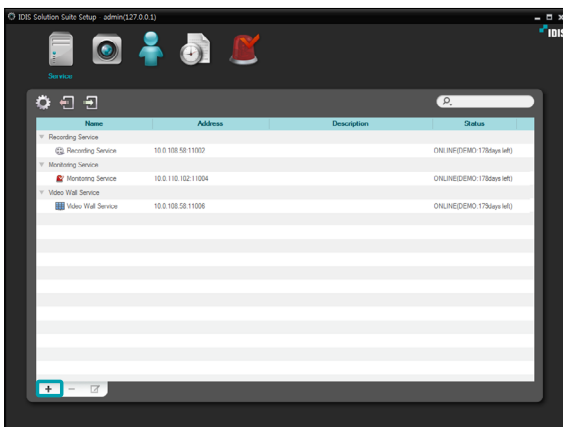 IDIS Solution Suite Setup - admin(127.0.0.1)
IDIS
Service
Name Address Description Status
Recording Service
Recording Service 10.0.108.58:11002 ONLINE(DEMO:178days left)
Monitoring Service
Monitoring Service 10.0.110.102:11004 ONLINE(DEMO:178days left)
Video Wall Service
Video Wall Service 10.0.108.58:11006 ONLINE(DEMO:175days left)